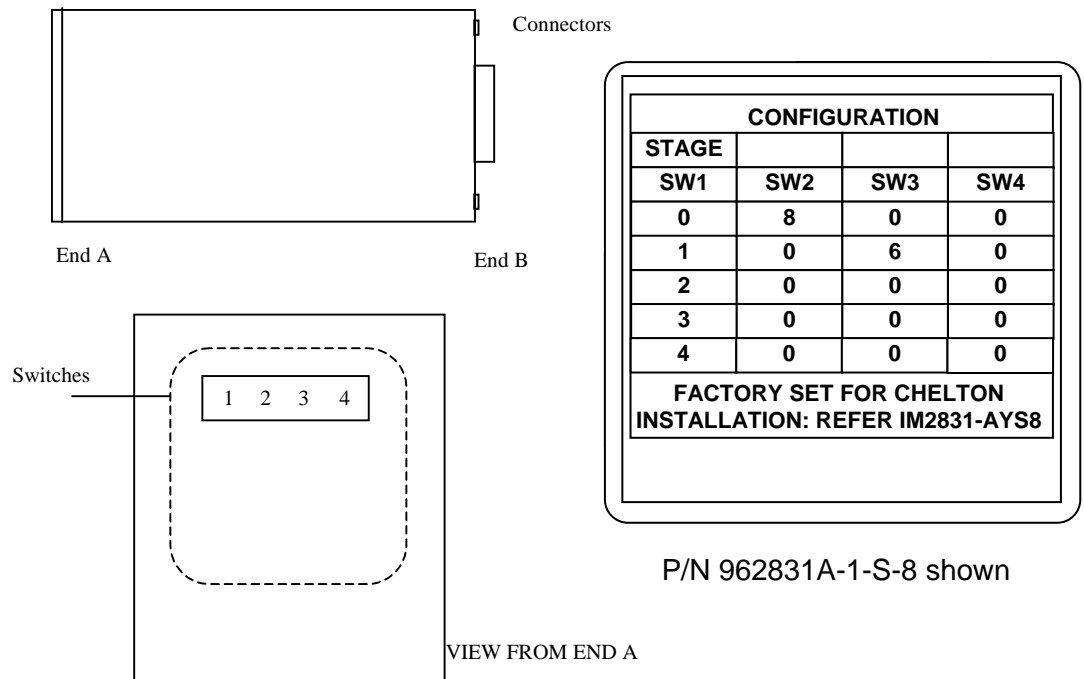 Connectors
End A
End B
Switches
1 2 3 4
VIEW FROM END A
CONFIGURATION
STAGE
SW1 SW2 SW3 SW4
0 8 0 0
1 0 6 0
2 0 0 0
3 0 0 0
4 0 0 0
FACTORY SET FOR CHELTON
INSTALLATION: REFER IM2831-AYS8
P/N 962831A-1-S-8 shown